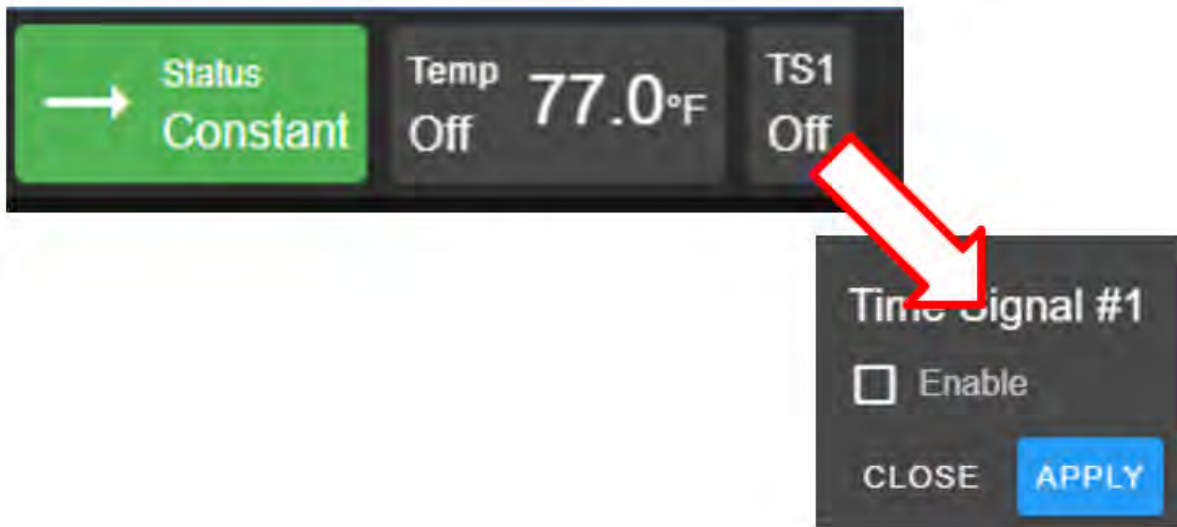 Status
Constant
Temp
Off
77.0°F
TS1
Off
Time Signal #1
Enable
CLOSE
APPLY